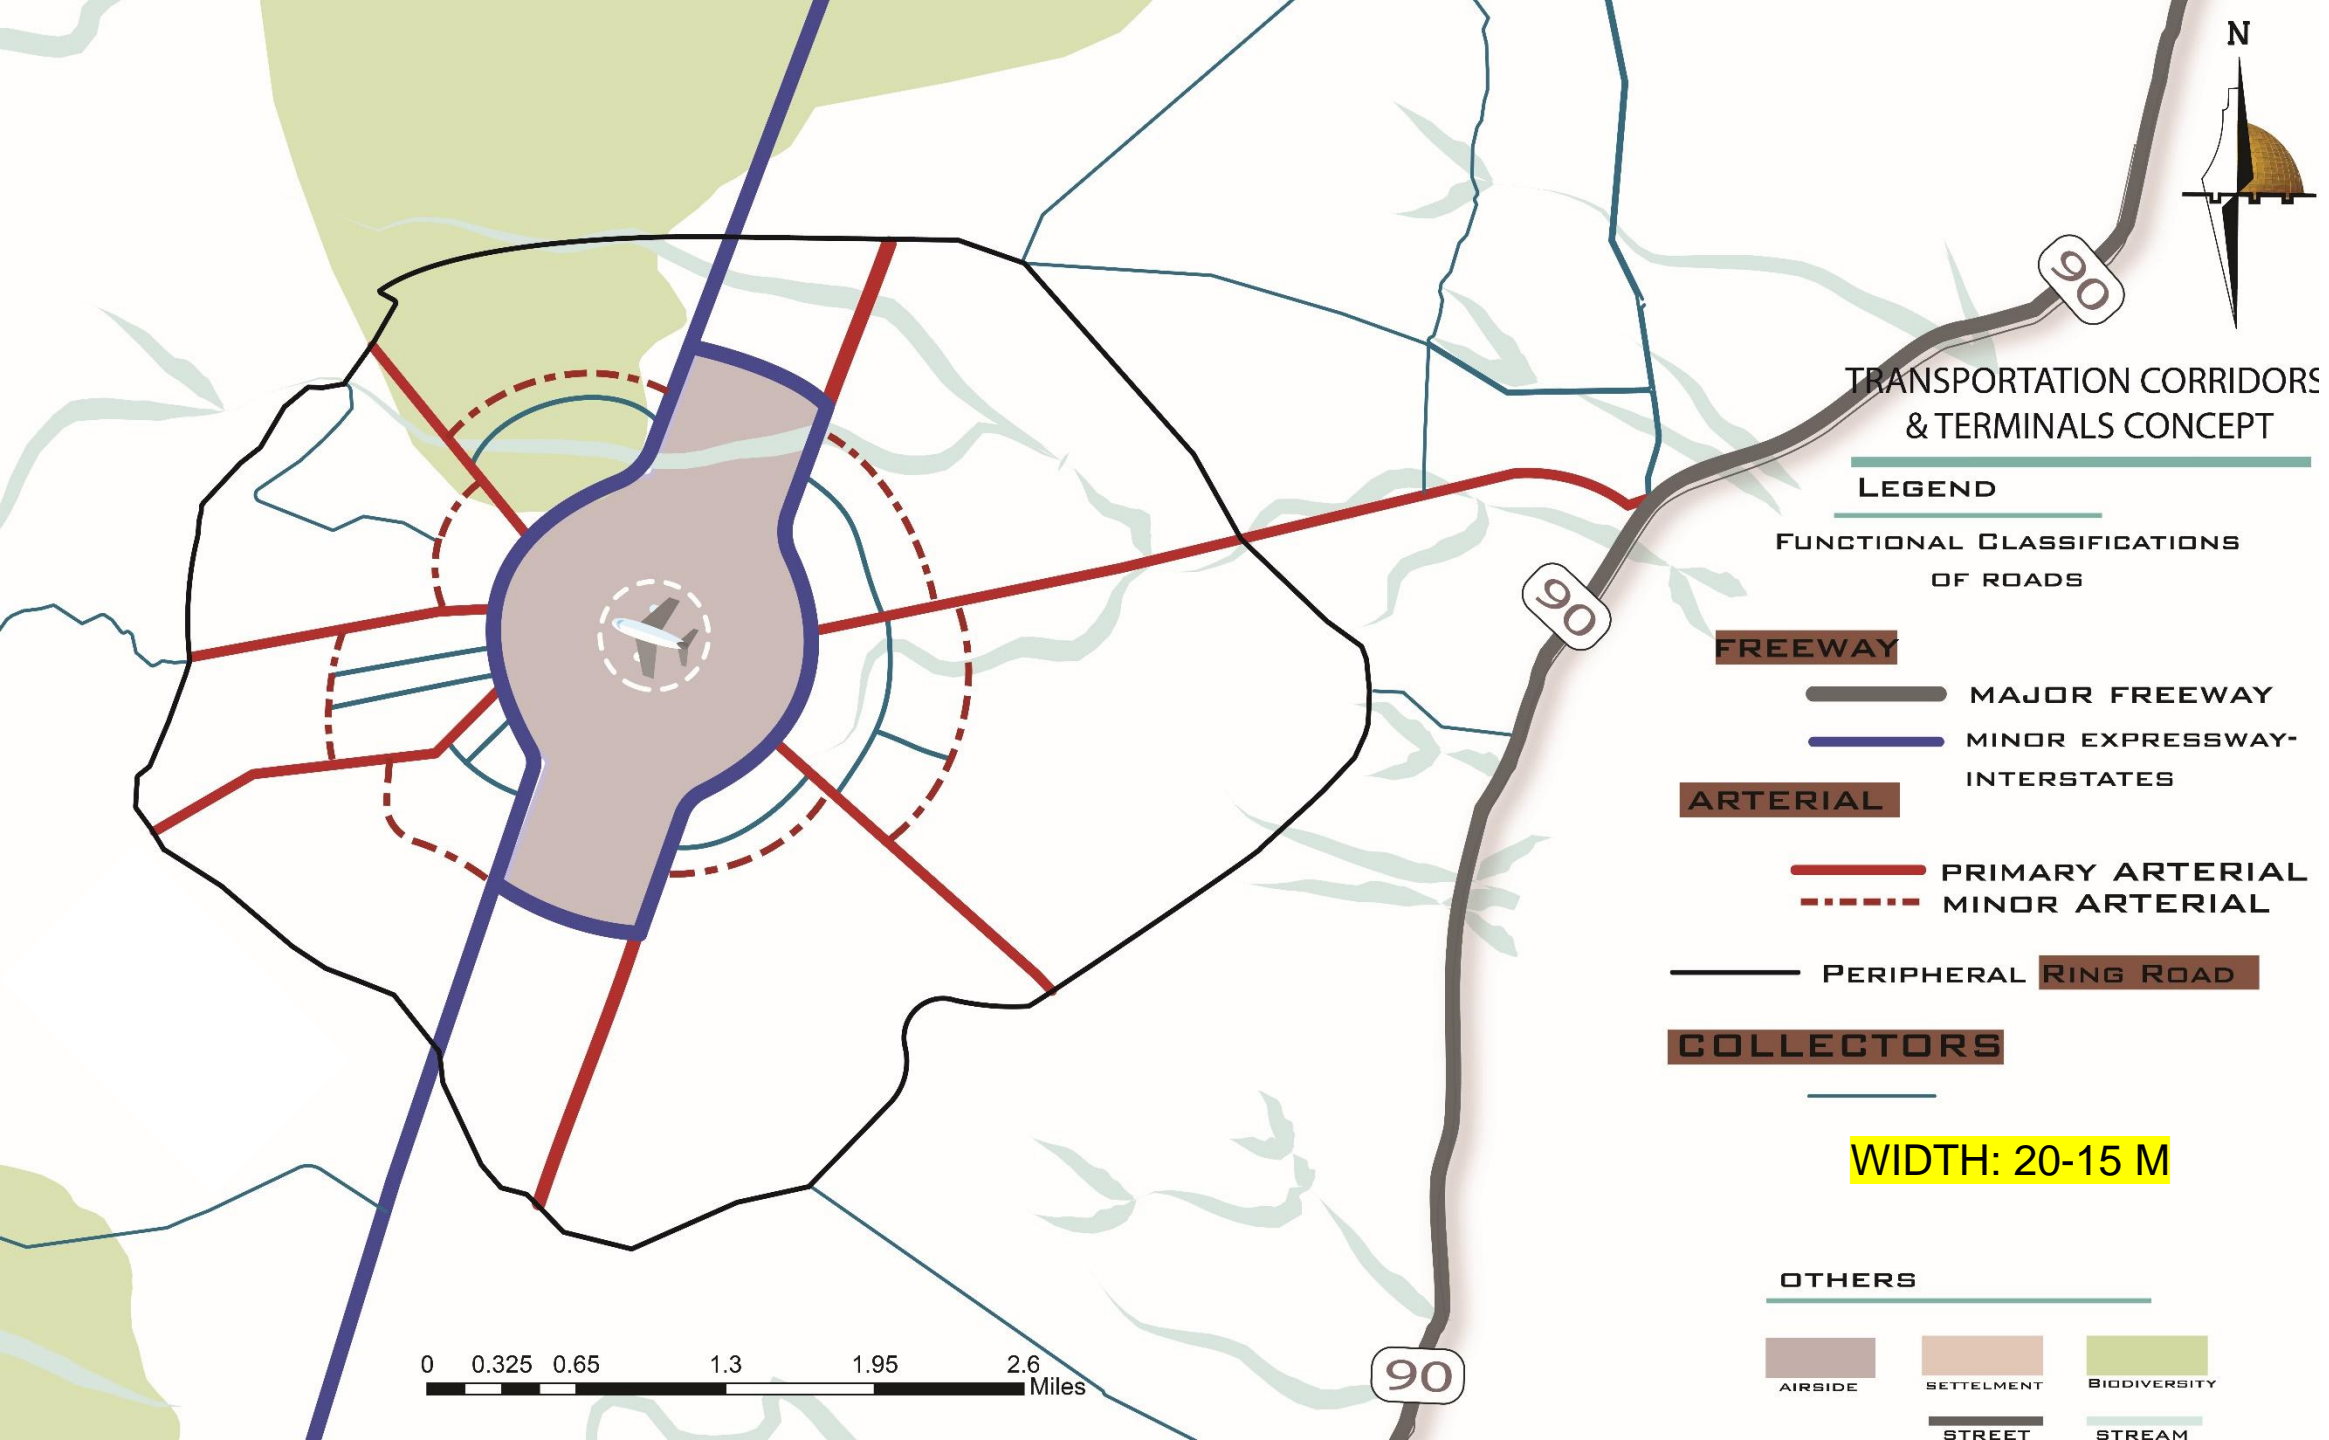 N
90
TRANSPORTATION CORRIDORS
& TERMINALS CONCEPT
LEGEND
FUNCTIONAL CLASSIFICATIONS
OF ROADS
90
FREEWAY
MAJOR FREEWAY
MINOR EXPRESSWAY-
INTERSTATES
ARTERIAL
PRIMARY ARTERIAL
MINOR ARTERIAL
PERIPHERAL RING ROAD
COLLECTORS
WIDTH: 20-15 M
OTHERS
AIRSIDE SETTELMENT BIODIVERSITY
STREET STREAM
0 0.325 0.65 1.3 1.95 2.6
Miles
90